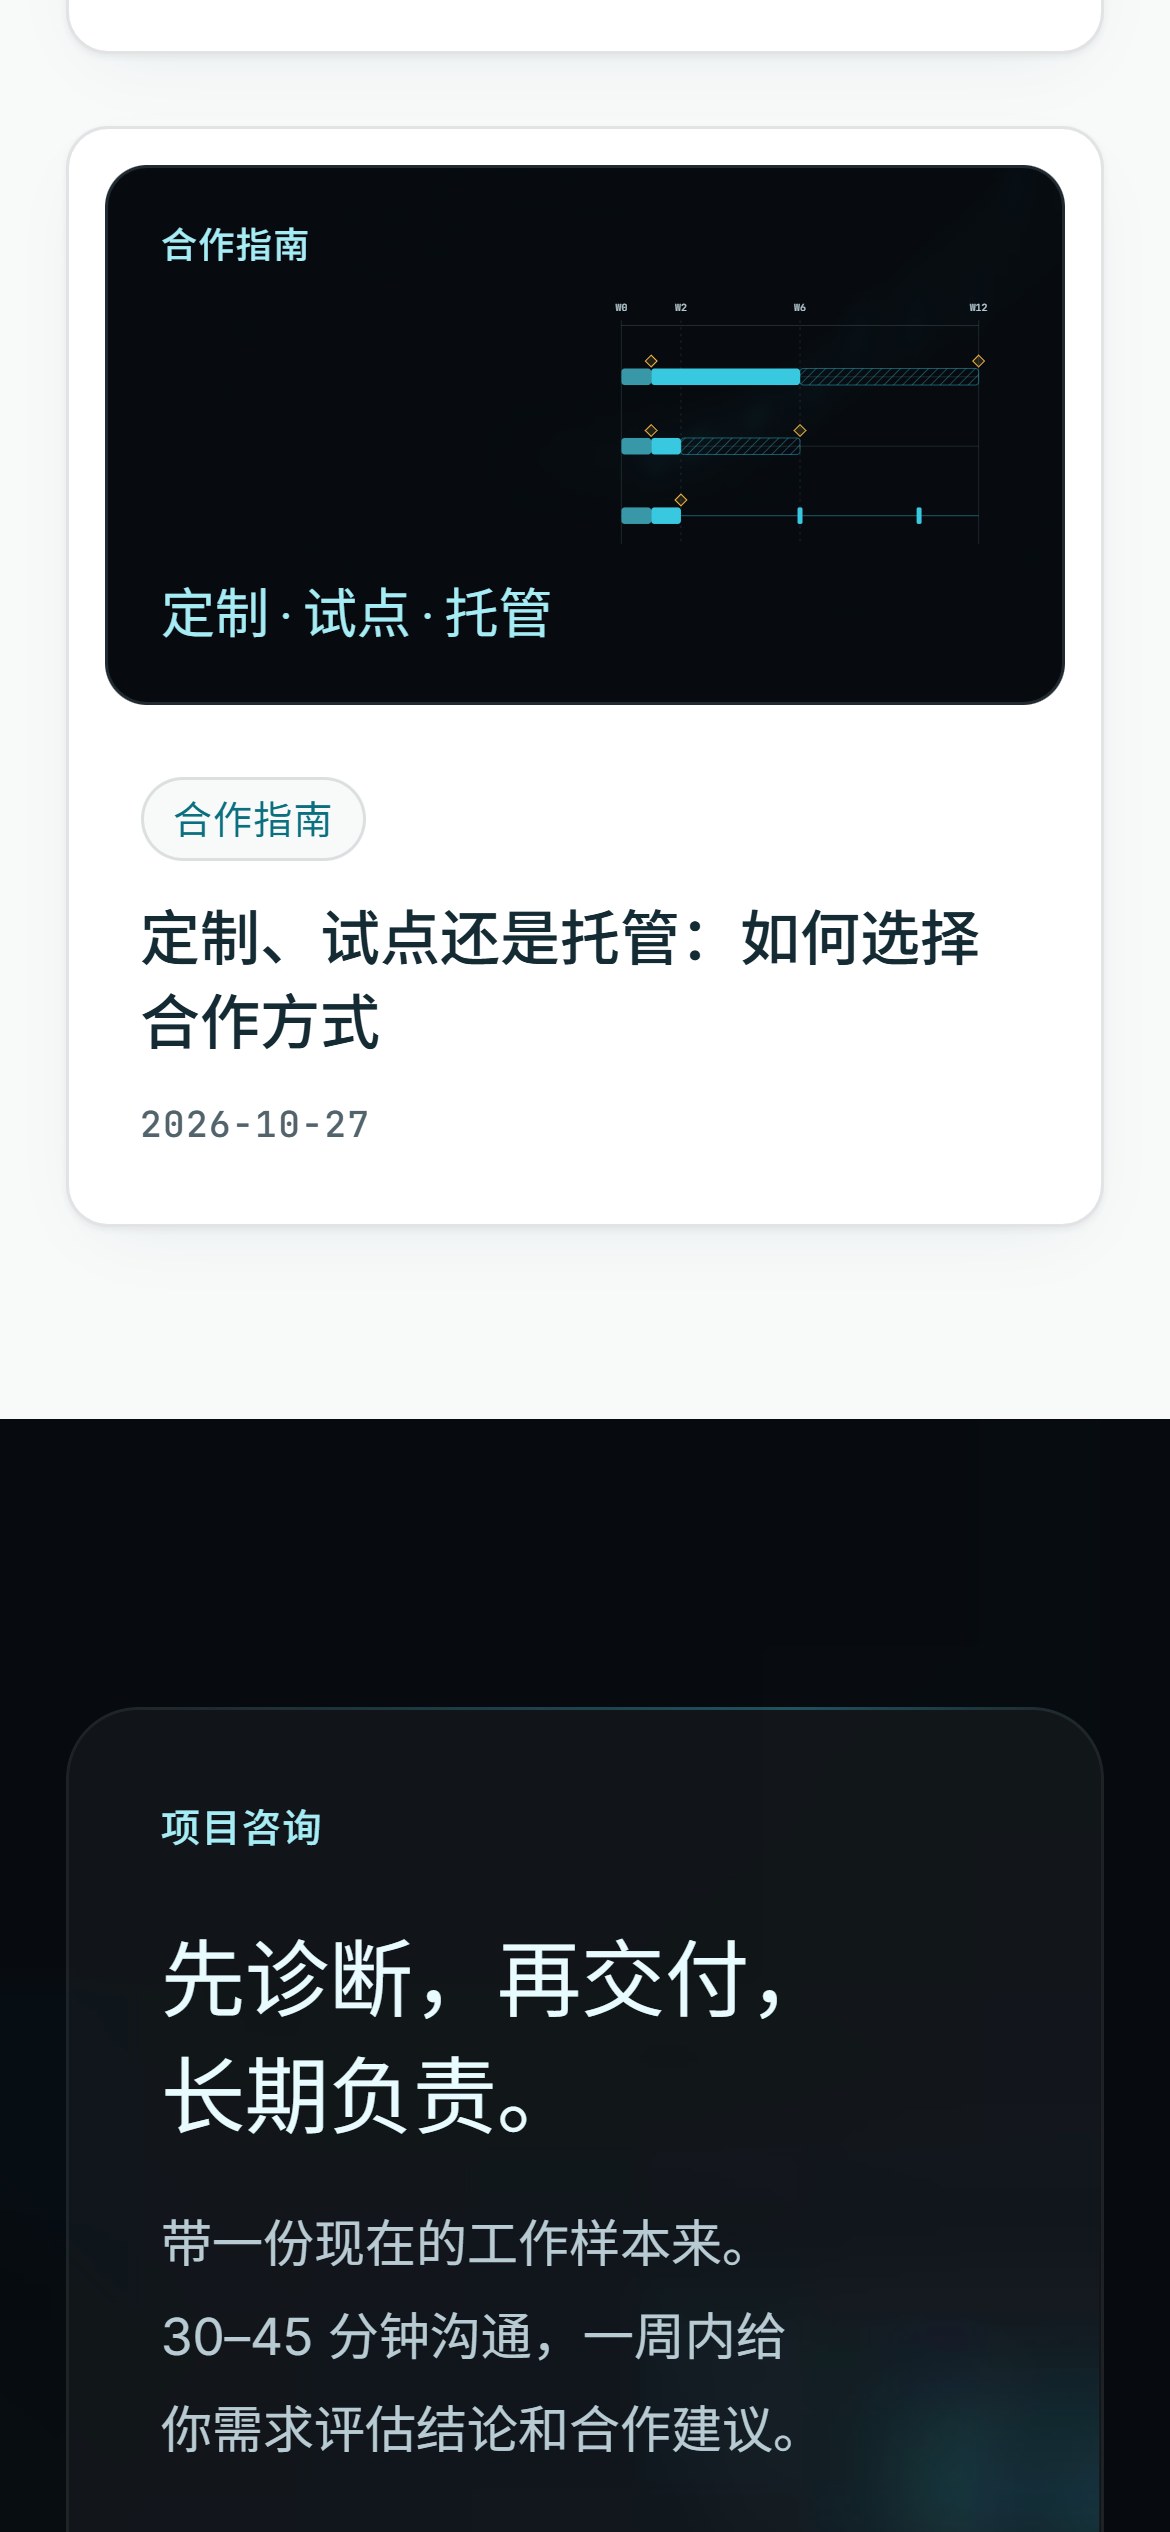 合作指南
W0 W2 W6 W12
定制 · 试点 · 托管
合作指南
定制、试点还是托管：如何选择
合作方式
2026-10-27
项目咨询
先诊断，再交付，
长期负责。
带一份现在的工作样本来。
30–45 分钟沟通，一周内给
你需求评估结论和合作建议。